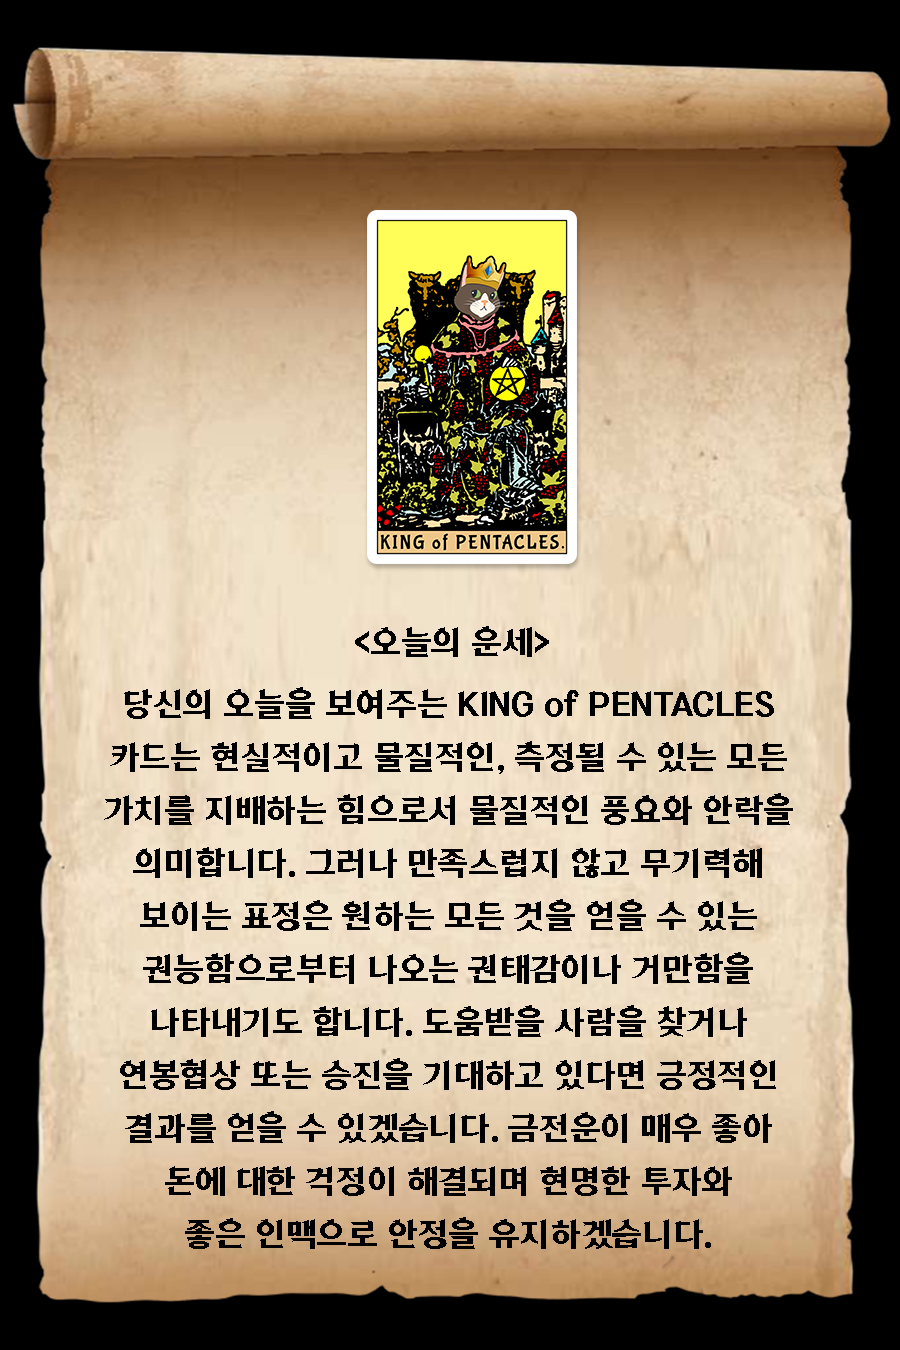 KING of PENTACLES.
<오늘의 운세>
당신의 오늘을 보여주는 KING of PENTACLES
카드는 현실적이고 물질적인, 측정될 수 있는 모든
가치를 지배하는 힘으로서 물질적인 풍요와 안락을
의미합니다. 그러나 만족스럽지 않고 무기력해
보이는 표정은 원하는 모든 것을 얻을 수 있는
권능함으로부터 나오는 권태감이나 거만함을
나타내기도 합니다. 도움받을 사람을 찾거나
연봉협상 또는 승진을 기대하고 있다면 긍정적인
결과를 얻을 수 있겠습니다. 금전운이 매우 좋아
돈에 대한 걱정이 해결되며 현명한 투자와
좋은 인맥으로 안정을 유지하겠습니다.